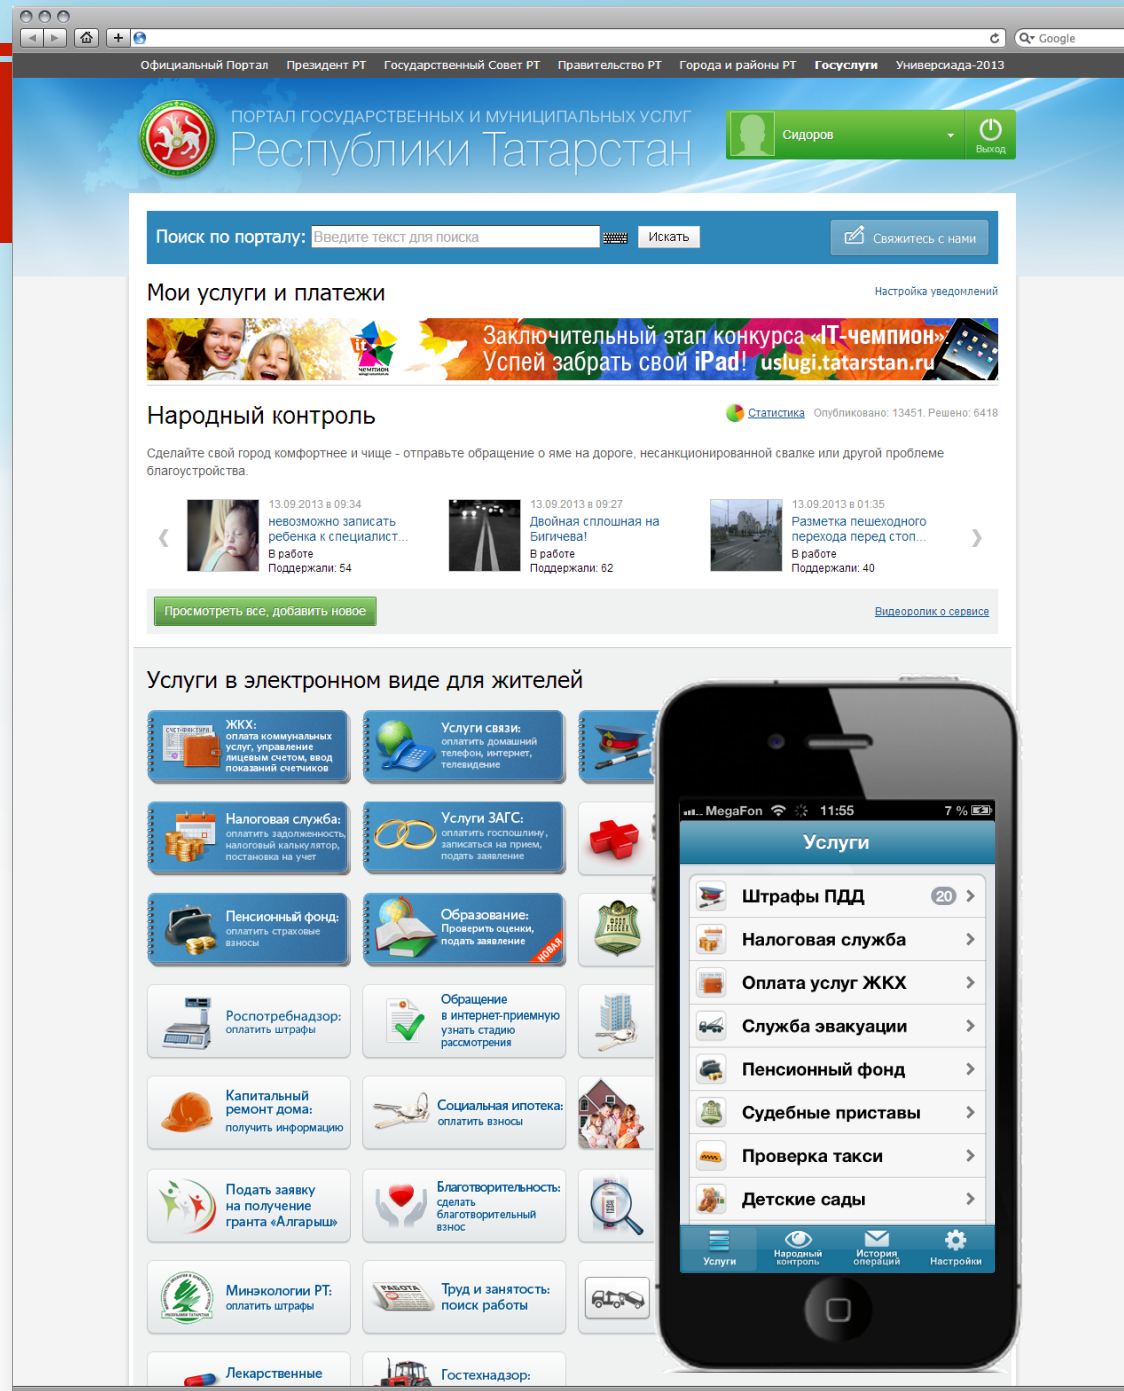 Google
Официальный Портал Президент РТ Государственный Совет РТ Правительство РТ Города и районы РТ Госуслуги Универсиада-2013
ПОРТАЛ ГОСУДАРСТВЕННЫХ И МУНИЦИПАЛЬНЫХ УСЛУГ
Республики Татарстан
Сидоров
Выход
Поиск по порталу: Введите текст для поиска Искать
Свяжитесь с нами
Мои услуги и платежи
Настройка уведомлений
it
ЧЕМПИОН
Заключительный этап конкурса «IT-чемпион»:
Успей забрать свой iPad! uslugi.tatarstan.ru
Народный контроль
Статистика Опубликовано: 13451. Решено: 6418
Сделайте свой город комфортнее и чище - отправьте обращение о яме на дороге, несанкционированной свалке или другой проблеме
благоустройства.
13.09.2013 в 09:34
невозможно записать
ребенка к специалист...
В работе
Поддержали: 54
13.09.2013 в 09:27
Двойная сплошная на
Бигичева!
В работе
Поддержали: 62
13.09.2013 в 01:35
Разметка пешеходного
перехода перед стоп...
В работе
Поддержали: 40
Просмотреть все, добавить новое
Видеоролик о сервисе
Услуги в электронном виде для жителей
СЧЕТ-ФАКТУРА
ЖКХ:
оплата коммунальных
услуг, управление
лицевым счетом, ввод
показаний счетчиков
Услуги связи:
оплатить домашний
телефон, интернет,
телевидение
Налоговая служба:
оплатить задолженность,
налоговый калькулятор,
постановка на учет
Услуги ЗАГС:
оплатить госпошлину,
записаться на прием,
подать заявление
Пенсионный фонд:
оплатить страховые
взносы
Образование:
Проверить оценки,
подать заявление
НОВАЯ
ФССП
РОССИИ
Роспотребнадзор:
оплатить штрафы
Обращение
в интернет-приемную
узнать стадию
рассмотрения
Капитальный
ремонт дома:
получить информацию
Социальная ипотека:
оплатить взносы
Подать заявку
на получение
гранта «Алгарыш»
Благотворительность:
сделать
благотворительный
взнос
Минэкологии РТ:
оплатить штрафы
РАБОТА
Труд и занятость:
поиск работы
Лекарственные
Гостехнадзор:
MegaFon 11:55 7 %
Услуги
Штрафы ПДД 20
Налоговая служба
Оплата услуг ЖКХ
Служба эвакуации
Пенсионный фонд
Судебные приставы
Проверка такси
Детские сады
Услуги
Народный
контроль
История
операций
Настройки